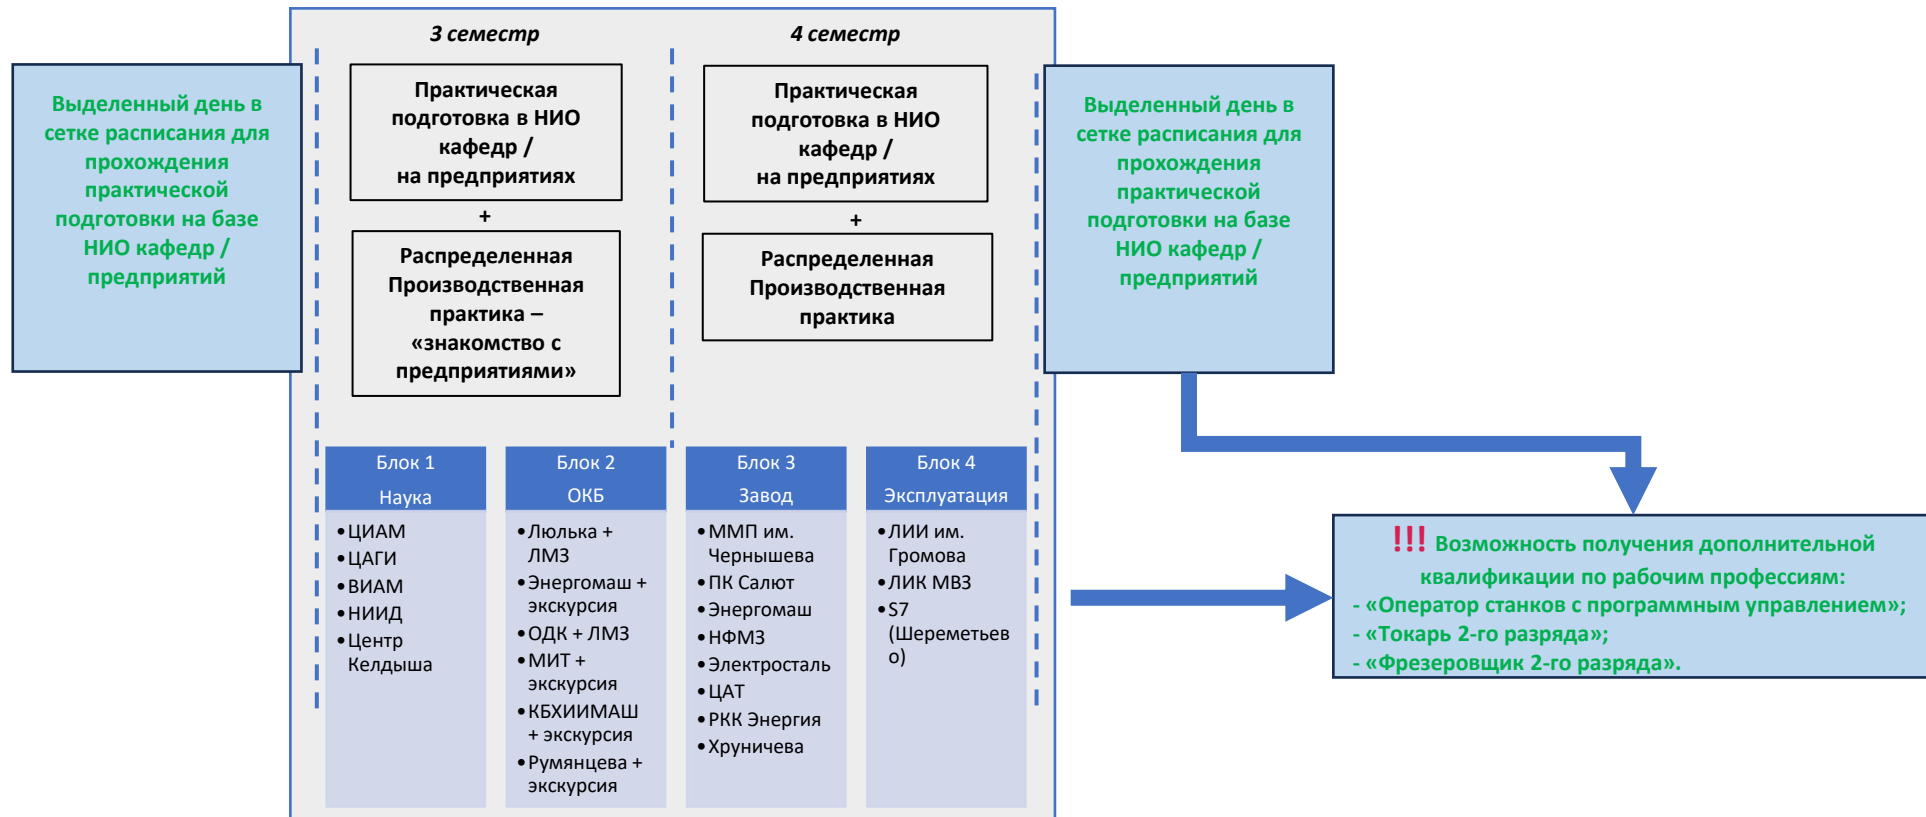 3 семестр
4 семестр
Выделенный день в
сетке расписания для
прохождения
практической
подготовки на базе
НИО кафедр /
предприятий
Практическая
подготовка в НИО
кафедр /
на предприятиях
+
Распределенная
Производственная
практика –
«знакомство с
предприятиями»
Практическая
подготовка в НИО
кафедр /
на предприятиях
+
Распределенная
Производственная
практика
Выделенный день в
сетке расписания для
прохождения
практической
подготовки на базе
НИО кафедр /
предприятий
Блок 1
Наука
•ЦИАМ
•ЦАГИ
•ВИАМ
•НИИД
•Центр
Келдыша
Блок 2
ОКБ
•Люлька +
ЛМЗ
•Энергомаш +
экскурсия
•ОДК + ЛМЗ
•МИТ +
экскурсия
•КБХИИМАШ
+ экскурсия
•Румянцева +
экскурсия
Блок 3
Завод
•ММП им.
Чернышева
•ПК Салют
•Энергомаш
•НФМЗ
•Электросталь
•ЦАТ
•РКК Энергия
•Хруничева
Блок 4
Эксплуатация
•ЛИИ им.
Громова
•ЛИК МВЗ
•S7
(Шереметьев
о)
!!! Возможность получения дополнительной
квалификации по рабочим профессиям:
- «Оператор станков с программным управлением»;
- «Токарь 2-го разряда»;
- «Фрезеровщик 2-го разряда».